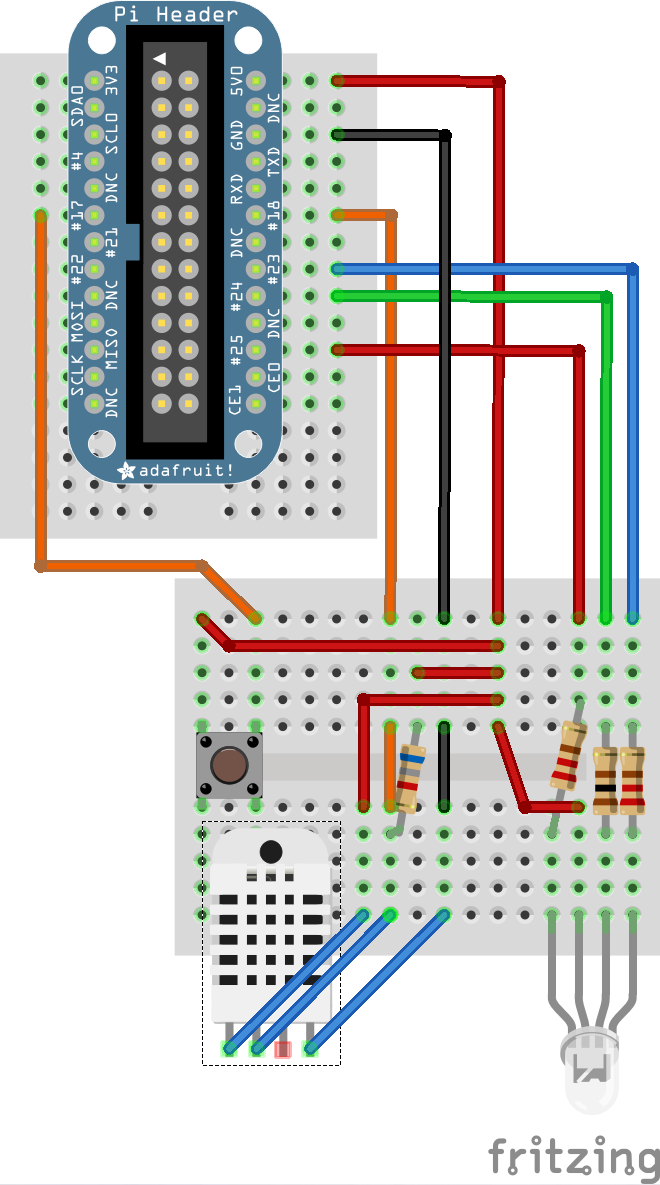 Pi Header
3V3
5V0
SDA0
DNC
SCL0
GND
#4
TXD
DNC
RXD
#17
#18
#21
DNC
#22
#23
DNC
#24
MOSI
DNC
MISO
#25
SCLK
CE0
DNC
CE1
adafruit!
fritzing